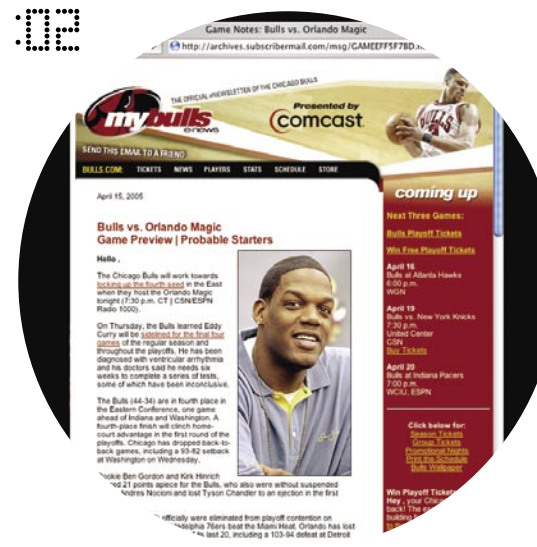 :02
Game Notes: Bulls vs. Orlando Magic
http://archives.subscribermail.com/msg/GAMEEFF5F7BD.
THE OFFICIAL eNEWSLETTER OF THE CHICAGO BULLS
mybulls
e-news
Presented by
comcast
BULLS
SEND THIS EMAIL TO A FRIEND
BULLS.COM: TICKETS NEWS PLAYERS STATS SCHEDULE STORE
April 15, 2005
Bulls vs. Orlando Magic
Game Preview | Probable Starters
Hello ,
The Chicago Bulls will work towards
locking up the fourth seed in the East
when they host the Orlando Magic
(7:30 p.m. CT | CSN/ESPN
Radio 1000).
On Thursday, the Bulls learned Eddy
Curry will be sidelined for the final four
games of the regular season and
throughout the playoffs. He has been
diagnosed with ventricular arrhythmia
and his doctors said he needs six
weeks to complete a series of tests,
some of which have been inconclusive.
The Bulls (44-34) are in fourth place in
the Eastern Conference, one game
ahead of Indiana and Washington. A
fourth-place finish will clinch home-
court advantage in the first round of the
playoffs. Chicago has dropped back-to-
back games, including a 93-82 setback
at Washington on Wednesday.
Rookie Ben Gordon and Kirk Hinrich
21 points apiece for the Bulls, who also were without suspended
Andres Nocioni and lost Tyson Chandler to an ejection in the first
officially were eliminated from playoff contention on
76ers beat the Miami Heat. Orlando has lost
last 20, including a 103-94 defeat at Detroit
coming up
Next Three Games:
Bulls Playoff Tickets
Win Free Playoff Tickets
April 16
Bulls at Atlanta Hawks
6:00 p.m.
WGN
April 19
Bulls vs. New York Knicks
7:30 p.m.
United Center
CSN
Buy Tickets
April 20
Bulls at Indiana Pacers
7:00 p.m.
WCIU, ESPN
Click below for:
Season Tickets
Group Tickets
Promotional Nights
Print the Schedule
Bulls Wallpaper
Win Playoff Tickets
Hey , your Chicago
back! The
building